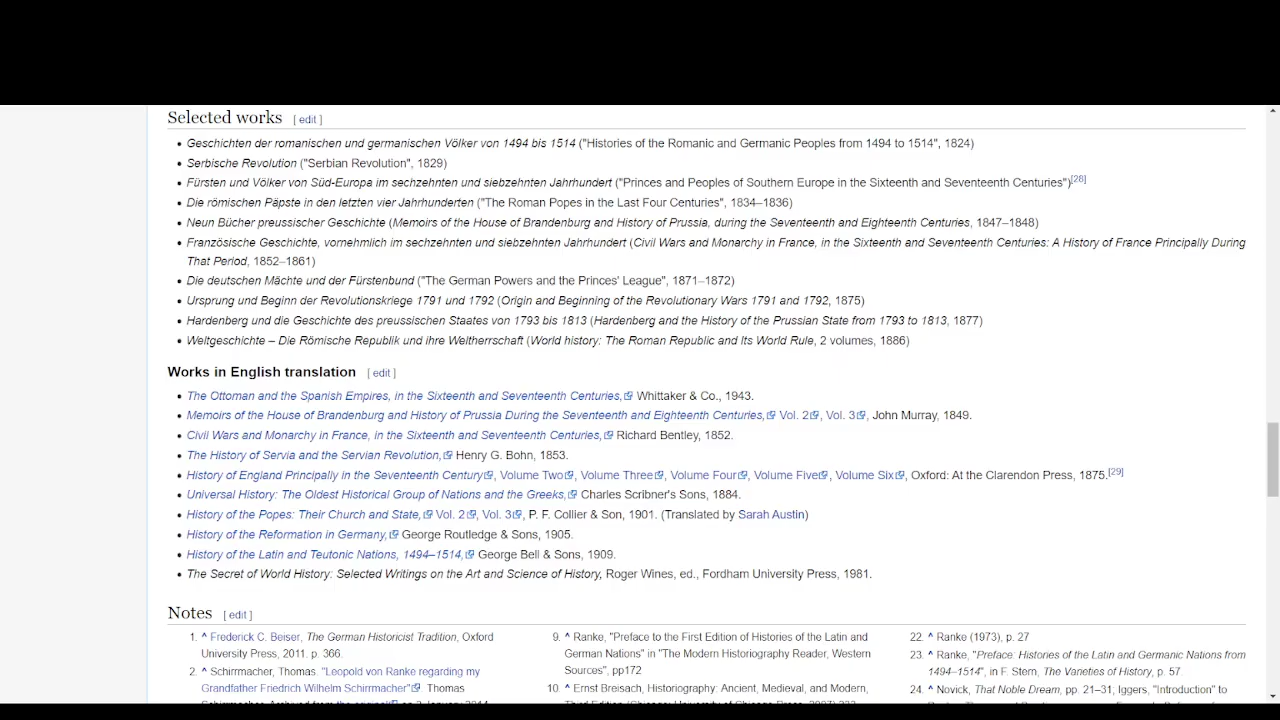 Selected works [ edit ]
Geschichten der romanischen und germanischen Völker von 1494 bis 1514 ("Histories of the Romanic and Germanic Peoples from 1494 to 1514", 1824)
Serbische Revolution ("Serbian Revolution", 1829)
Fürsten und Völker von Süd-Europa im sechzehnten und siebzehnten Jahrhundert ("Princes and Peoples of Southern Europe in the Sixteenth and Seventeenth Centuries")[28]
Die römischen Päpste in den letzten vier Jahrhunderten ("The Roman Popes in the Last Four Centuries", 1834–1836)
Neun Bücher preussischer Geschichte (Memoirs of the House of Brandenburg and History of Prussia, during the Seventeenth and Eighteenth Centuries, 1847–1848)
Französische Geschichte, vornehmlich im sechzehnten und siebzehnten Jahrhundert (Civil Wars and Monarchy in France, in the Sixteenth and Seventeenth Centuries: A History of France Principally During
That Period, 1852–1861)
Die deutschen Mächte und der Fürstenbund ("The German Powers and the Princes' League", 1871–1872)
Ursprung und Beginn der Revolutionskriege 1791 und 1792 (Origin and Beginning of the Revolutionary Wars 1791 and 1792, 1875)
Hardenberg und die Geschichte des preussischen Staates von 1793 bis 1813 (Hardenberg and the History of the Prussian State from 1793 to 1813, 1877)
Weltgeschichte – Die Römische Republik und ihre Weltherrschaft (World history: The Roman Republic and Its World Rule, 2 volumes, 1886)
Works in English translation [ edit ]
The Ottoman and the Spanish Empires, in the Sixteenth and Seventeenth Centuries, Whittaker & Co., 1943.
Memoirs of the House of Brandenburg and History of Prussia During the Seventeenth and Eighteenth Centuries, Vol. 2, Vol. 3, John Murray, 1849.
Civil Wars and Monarchy in France, in the Sixteenth and Seventeenth Centuries, Richard Bentley, 1852.
The History of Servia and the Servian Revolution, Henry G. Bohn, 1853.
History of England Principally in the Seventeenth Century, Volume Two, Volume Three, Volume Four, Volume Five, Volume Six, Oxford: At the Clarendon Press, 1875.[29]
Universal History: The Oldest Historical Group of Nations and the Greeks, Charles Scribner's Sons, 1884.
History of the Popes: Their Church and State, Vol. 2, Vol. 3, P. F. Collier & Son, 1901. (Translated by Sarah Austin)
History of the Reformation in Germany, George Routledge & Sons, 1905.
History of the Latin and Teutonic Nations, 1494–1514, George Bell & Sons, 1909.
The Secret of World History: Selected Writings on the Art and Science of History, Roger Wines, ed., Fordham University Press, 1981.
Notes [ edit ]
1. ^ Frederick C. Beiser, The German Historicist Tradition, Oxford
University Press, 2011. p. 366.
2. ^ Schirrmacher, Thomas. "Leopold von Ranke regarding my
Grandfather Friedrich Wilhelm Schirrmacher" Thomas
9. ^ Ranke, "Preface to the First Edition of Histories of the Latin and
German Nations" in "The Modern Historiography Reader, Western
Sources", pp172
10. ^ Ernst Breisach, Historiography: Ancient, Medieval, and Modern,
22. ^ Ranke (1973), p. 27
23. ^ Ranke, "Preface: Histories of the Latin and Germanic Nations from
1494–1514", in F. Stern, The Varieties of History, p. 57.
24. ^ Novick, That Noble Dream, pp. 21–31; Iggers, "Introduction" to